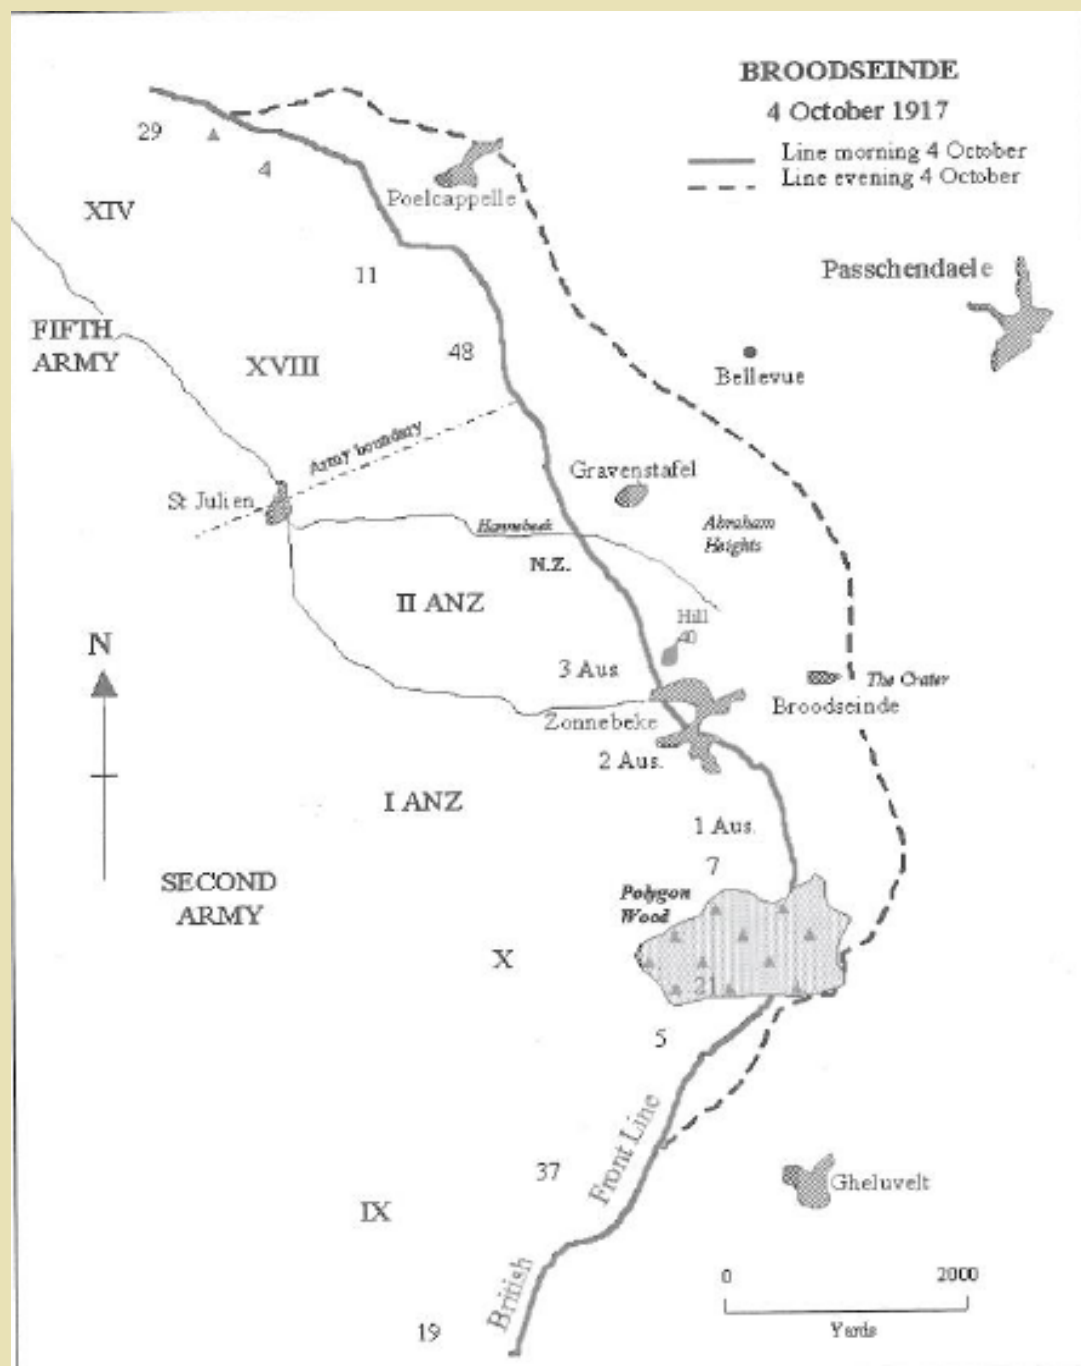 BROODSEINDE
4 October 1917
Line morning 4 October
Line evening 4 October
29
4
Poelcappelle
XIV
11
Passchendaele
FIFTH
ARMY
XVIII
48
Bellevue
Army boundary
Gravenstafel
St Julien
Hannebeek
Abraham
Heights
N.Z.
II ANZ
Hill
40
N
3 Aus
The Crater
Broodseinde
Zonnebeke
2 Aus.
I ANZ
1 Aus.
7
SECOND
ARMY
Polygon
Wood
X
21
5
Front Line
37
Gheluvelt
IX
British
0
2000
Yards
19